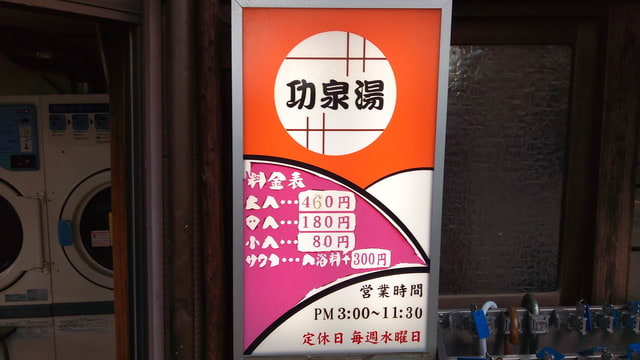 功泉湯
料金表
大人…460円
中人…180円
小人…80円
サウナ…入浴料+300円
営業時間
PM3:00~11:30
定休日 毎週水曜日